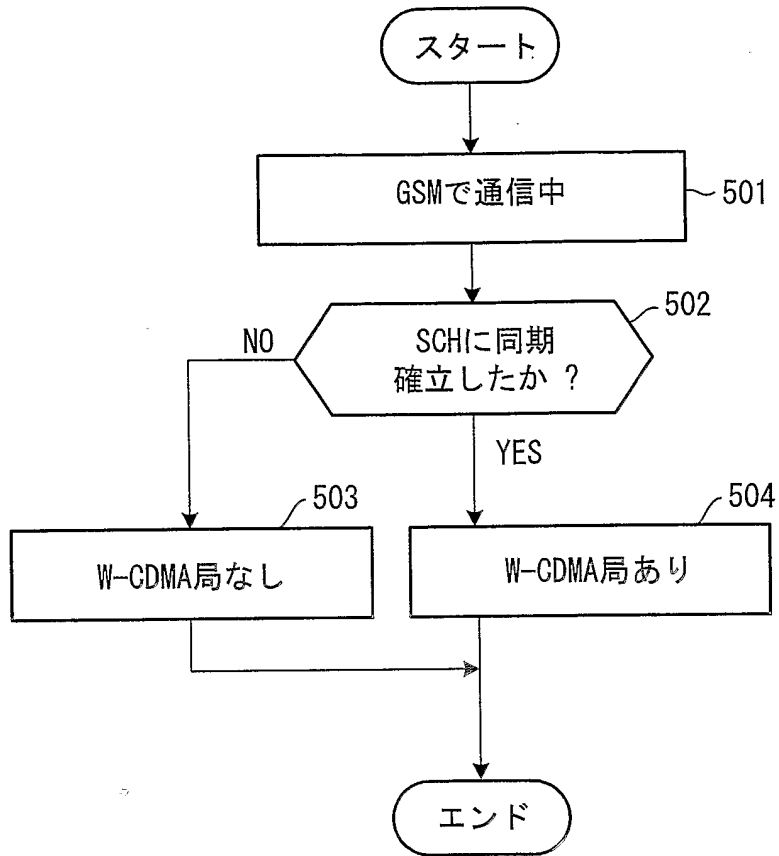 スタート
GSMで通信中
501
502
SCHに同期
確立したか ?
NO
YES
503
504
W-CDMA局なし
W-CDMA局あり
エンド